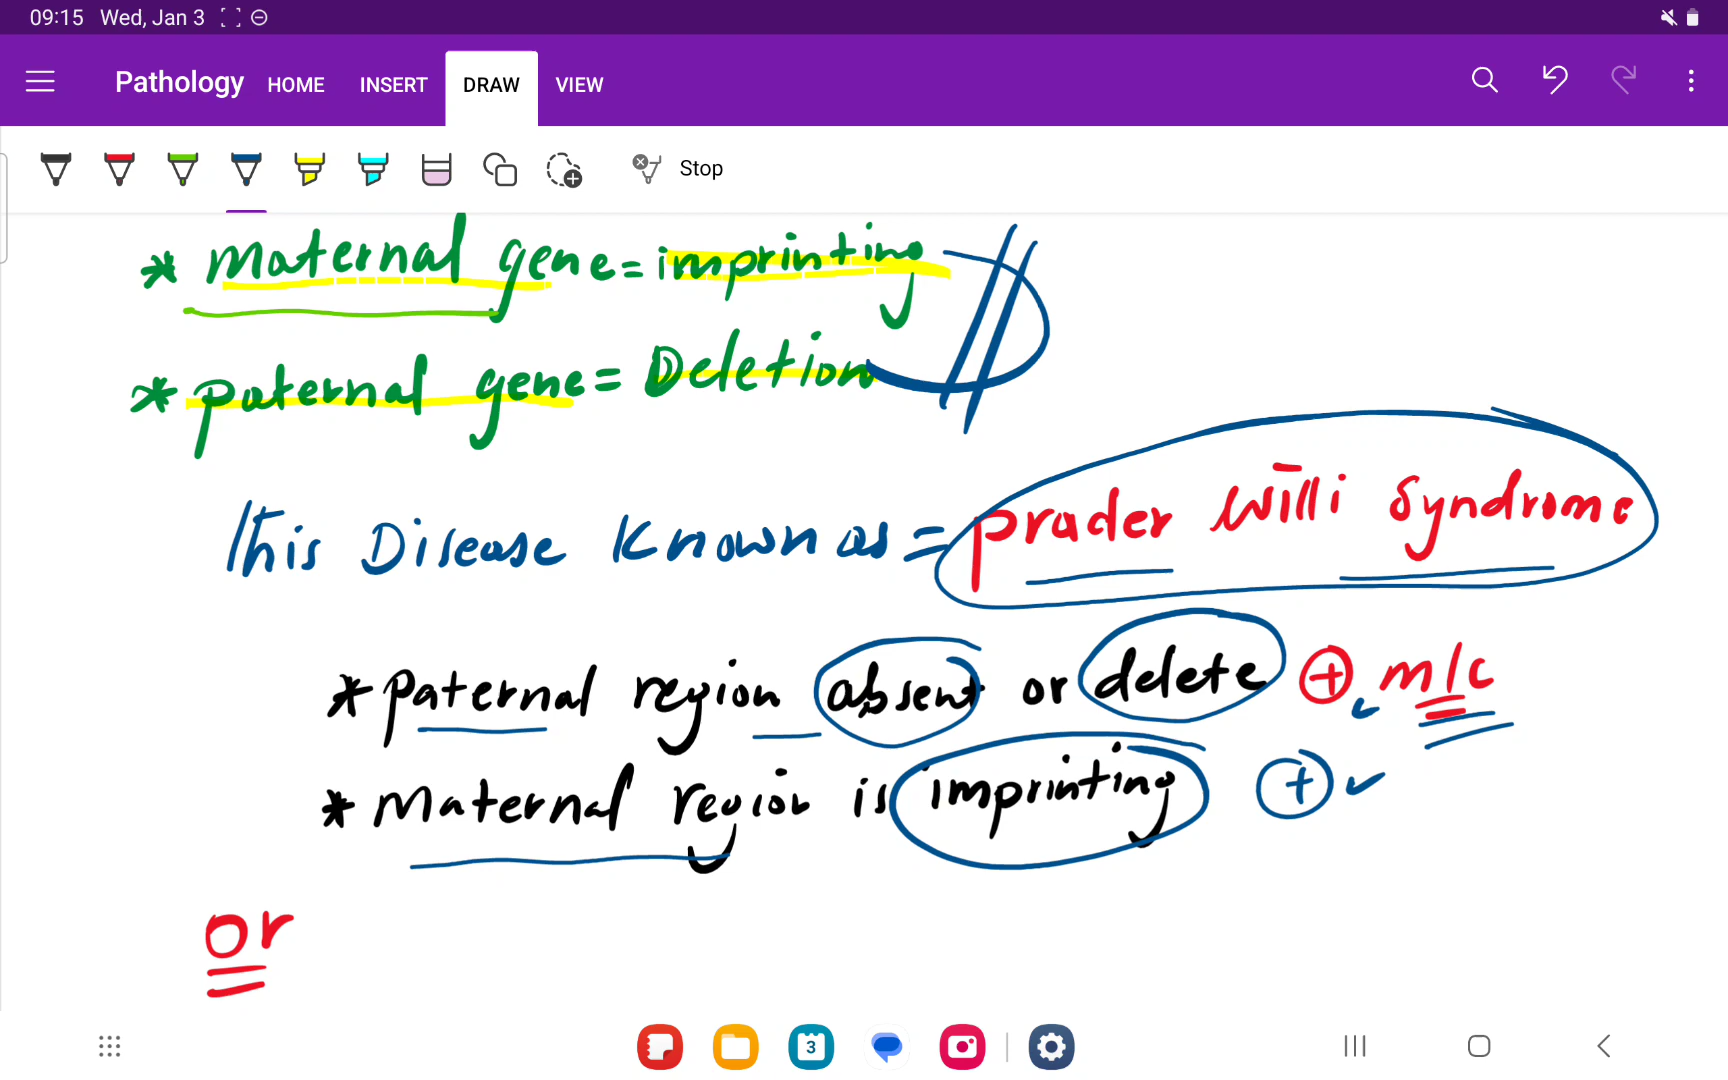 09:15 Wed, Jan 3
Pathology HOME INSERT DRAW VIEW
Stop
* maternal gene = imprinting
* paternal gene = Deletion
This Disease Known as = prader willi syndrome
* paternal region absent or delete + m/c
* Maternal region is imprinting +
or
3